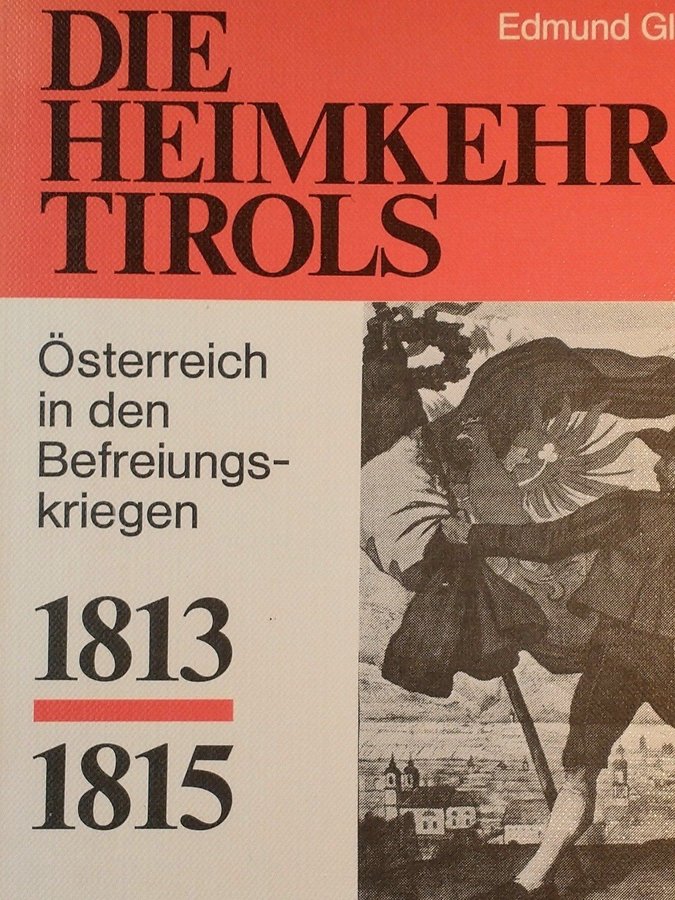 Edmund Gl
DIE
HEIMKEHR
TIROLS
Österreich
in den
Befreiungs-
kriegen
1813
1815